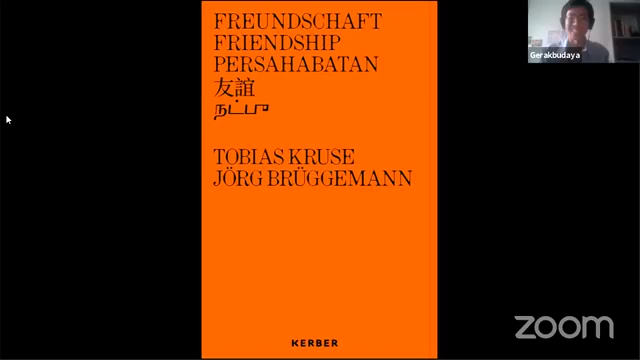 FREUNDSCHAFT
FRIENDSHIP
PERSAHABATAN
友誼
நட்பு
TOBIAS KRUSE
JÖRG BRÜGGEMANN
KERBER
Gerakbudaya
zoom